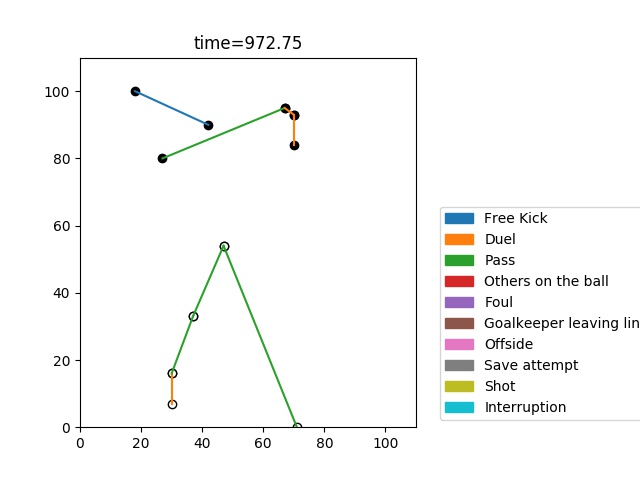 time=972.75
100
80
60
40
20
0
0 20 40 60 80 100
Free Kick
Duel
Pass
Others on the ball
Foul
Goalkeeper leaving lin
Offside
Save attempt
Shot
Interruption